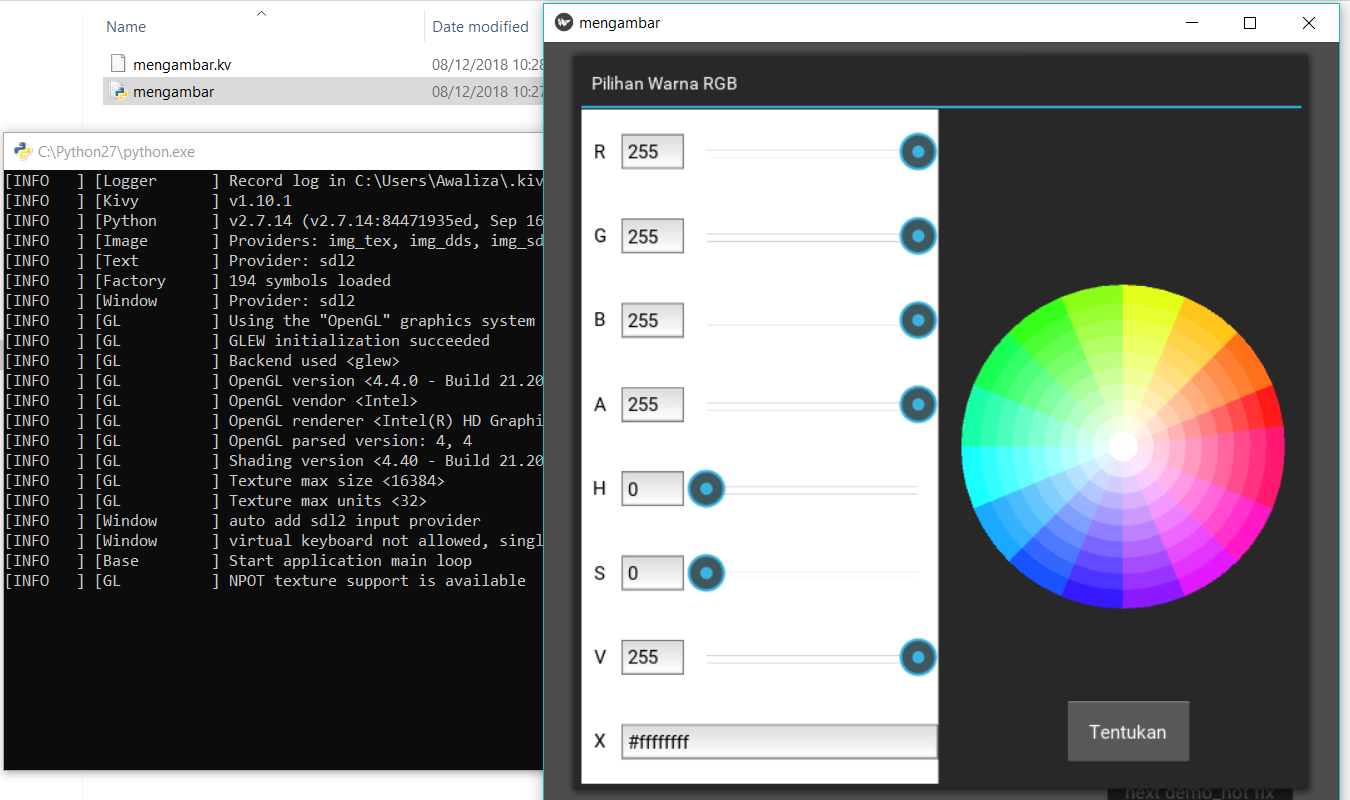 Name
Date modified
mengambar.kv
08/12/2018 10:28
mengambar
08/12/2018 10:27
C:\Python27\python.exe
[INFO   ] [Logger      ] Record log in C:\Users\Awaliza\.kiv
[INFO   ] [Kivy        ] v1.10.1
[INFO   ] [Python      ] v2.7.14 (v2.7.14:84471935ed, Sep 16
[INFO   ] [Image       ] Providers: img_tex, img_dds, img_sd
[INFO   ] [Text        ] Provider: sdl2
[INFO   ] [Factory     ] 194 symbols loaded
[INFO   ] [Window      ] Provider: sdl2
[INFO   ] [GL          ] Using the "OpenGL" graphics system
[INFO   ] [GL          ] GLEW initialization succeeded
[INFO   ] [GL          ] Backend used <glew>
[INFO   ] [GL          ] OpenGL version <4.4.0 - Build 21.20
[INFO   ] [GL          ] OpenGL vendor <Intel>
[INFO   ] [GL          ] OpenGL renderer <Intel(R) HD Graphi
[INFO   ] [GL          ] OpenGL parsed version: 4, 4
[INFO   ] [GL          ] Shading version <4.40 - Build 21.20
[INFO   ] [GL          ] Texture max size <16384>
[INFO   ] [GL          ] Texture max units <32>
[INFO   ] [Window      ] auto add sdl2 input provider
[INFO   ] [Window      ] virtual keyboard not allowed, singl
[INFO   ] [Base        ] Start application main loop
[INFO   ] [GL          ] NPOT texture support is available
mengambar
Pilihan Warna RGB
R 255
G 255
B 255
A 255
H 0
S 0
V 255
X #ffffffff
Tentukan
next demo_not fix